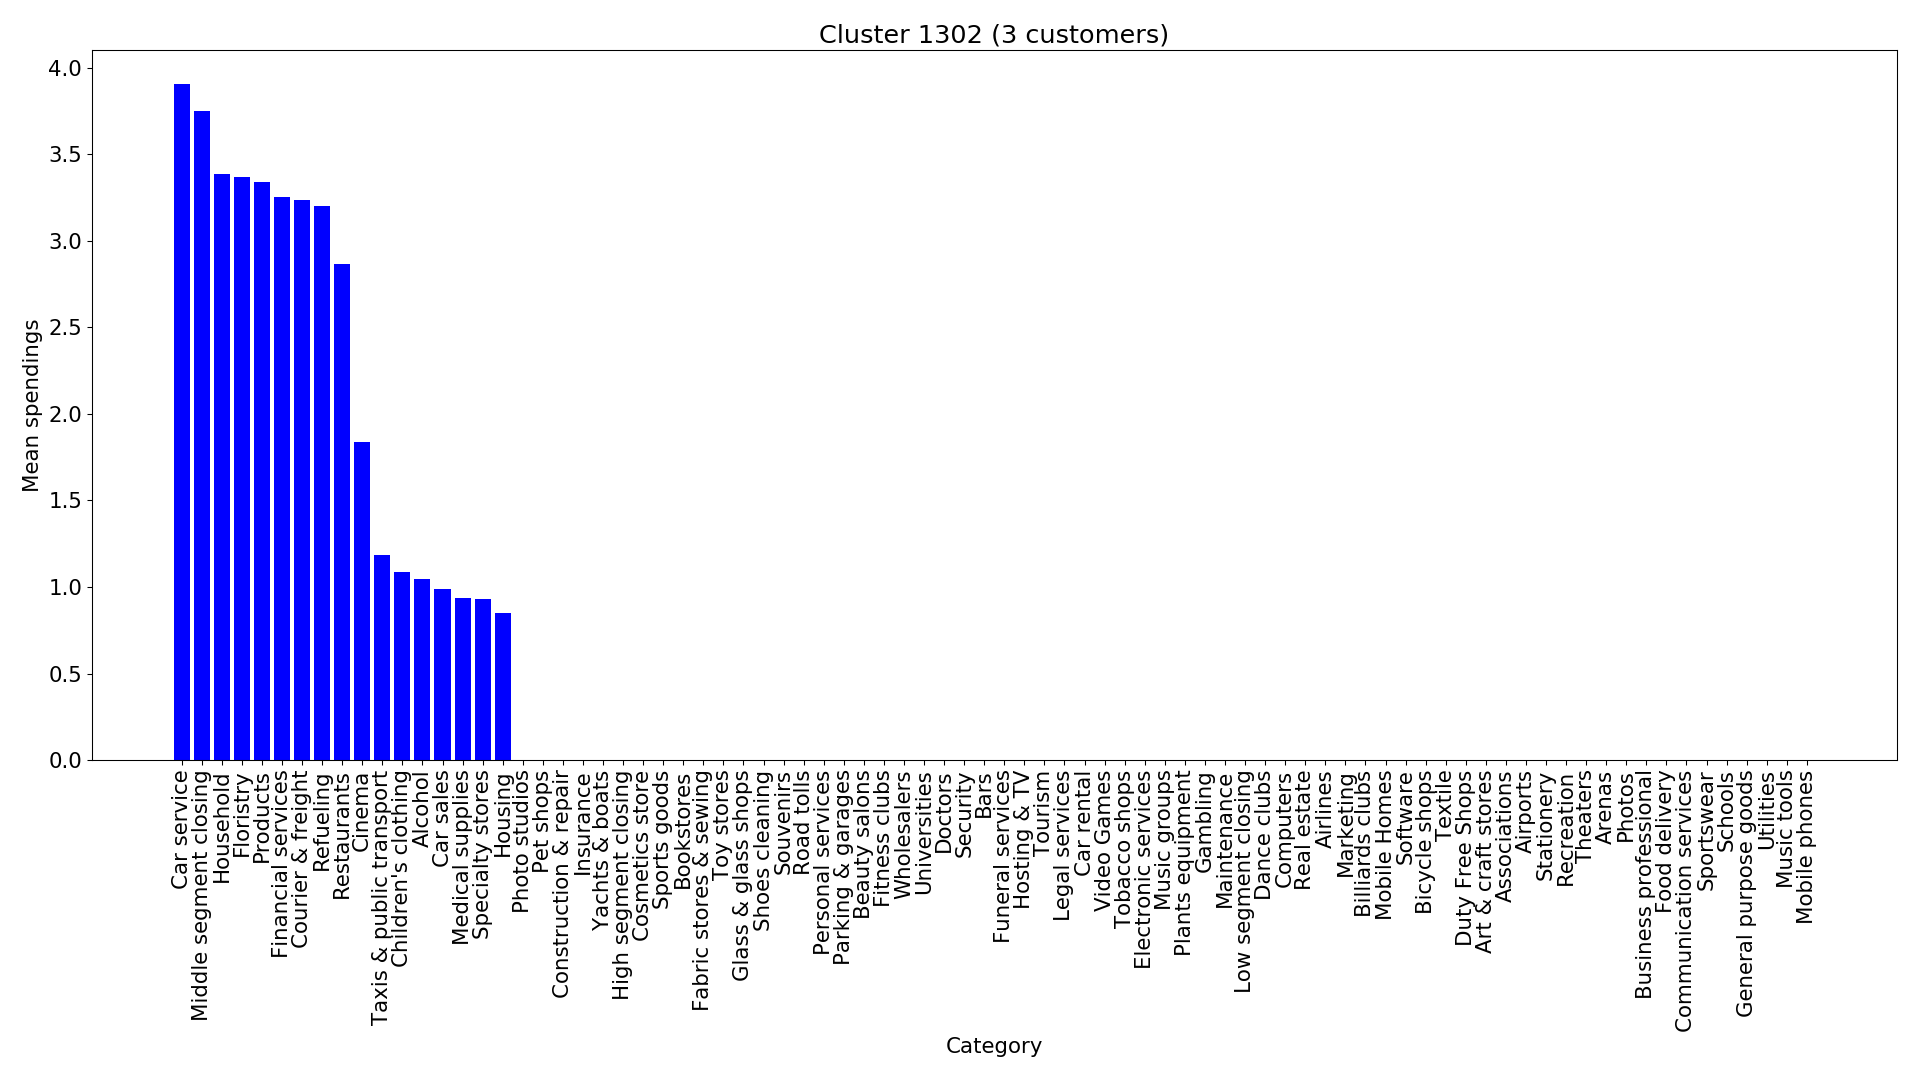 Cluster 1302 (3 customers)
Mean spendings
4.0
3.5
3.0
2.5
2.0
1.5
1.0
0.5
0.0
Car service
Middle segment closing
Household
Floristry
Products
Financial services
Courier & freight
Refueling
Restaurants
Cinema
Taxis & public transport
Children's clothing
Alcohol
Car sales
Medical supplies
Specialty stores
Housing
Photo studios
Pet shops
Construction & repair
Insurance
Yachts & boats
High segment closing
Cosmetics store
Sports goods
Bookstores
Fabric stores & sewing
Toy stores
Glass & glass shops
Shoes cleaning
Souvenirs
Road tolls
Personal services
Parking & garages
Beauty salons
Fitness clubs
Wholesalers
Universities
Doctors
Security
Bars
Funeral services
Hosting & TV
Tourism
Legal services
Car rental
Video Games
Tobacco shops
Electronic services
Music groups
Plants equipment
Gambling
Maintenance
Low segment closing
Dance clubs
Computers
Real estate
Airlines
Marketing
Billiards clubs
Mobile Homes
Software
Bicycle shops
Textile
Duty Free Shops
Art & craft stores
Associations
Airports
Stationery
Recreation
Theaters
Arenas
Photos
Business professional
Food delivery
Communication services
Sportswear
Schools
General purpose goods
Utilities
Music tools
Mobile phones
Category